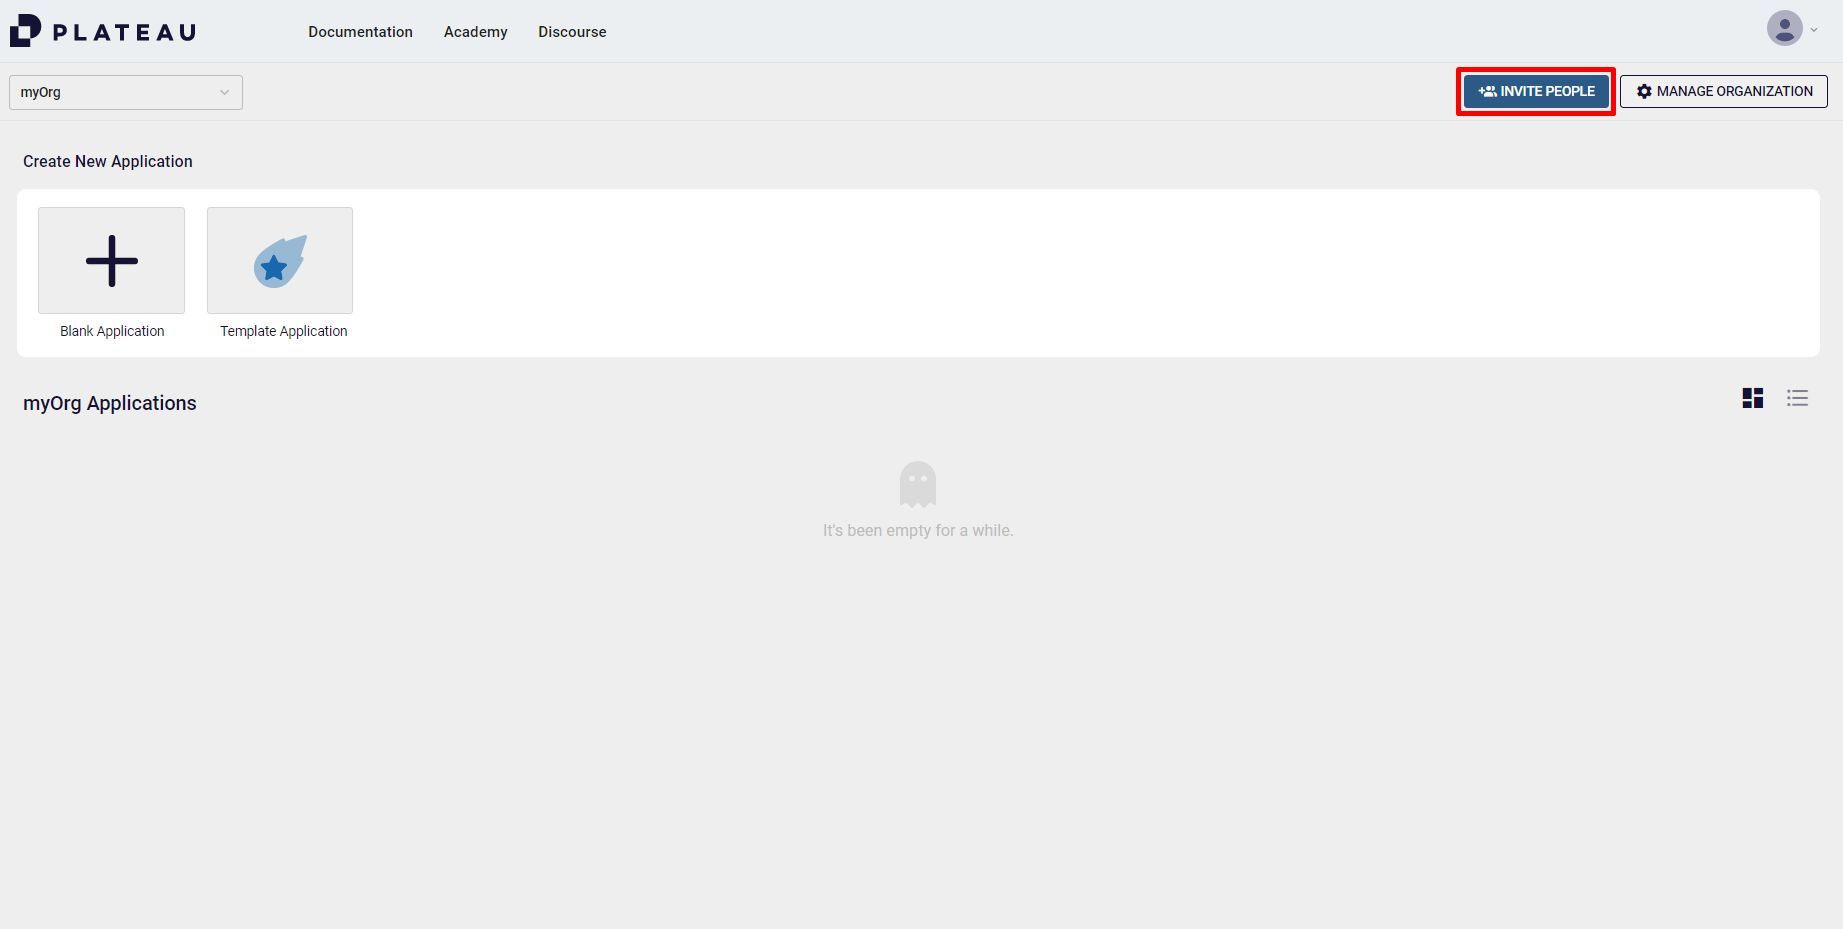 PLATEAU
Documentation Academy Discourse
myOrg
INVITE PEOPLE
MANAGE ORGANIZATION
Create New Application
Blank Application
Template Application
myOrg Applications
It's been empty for a while.